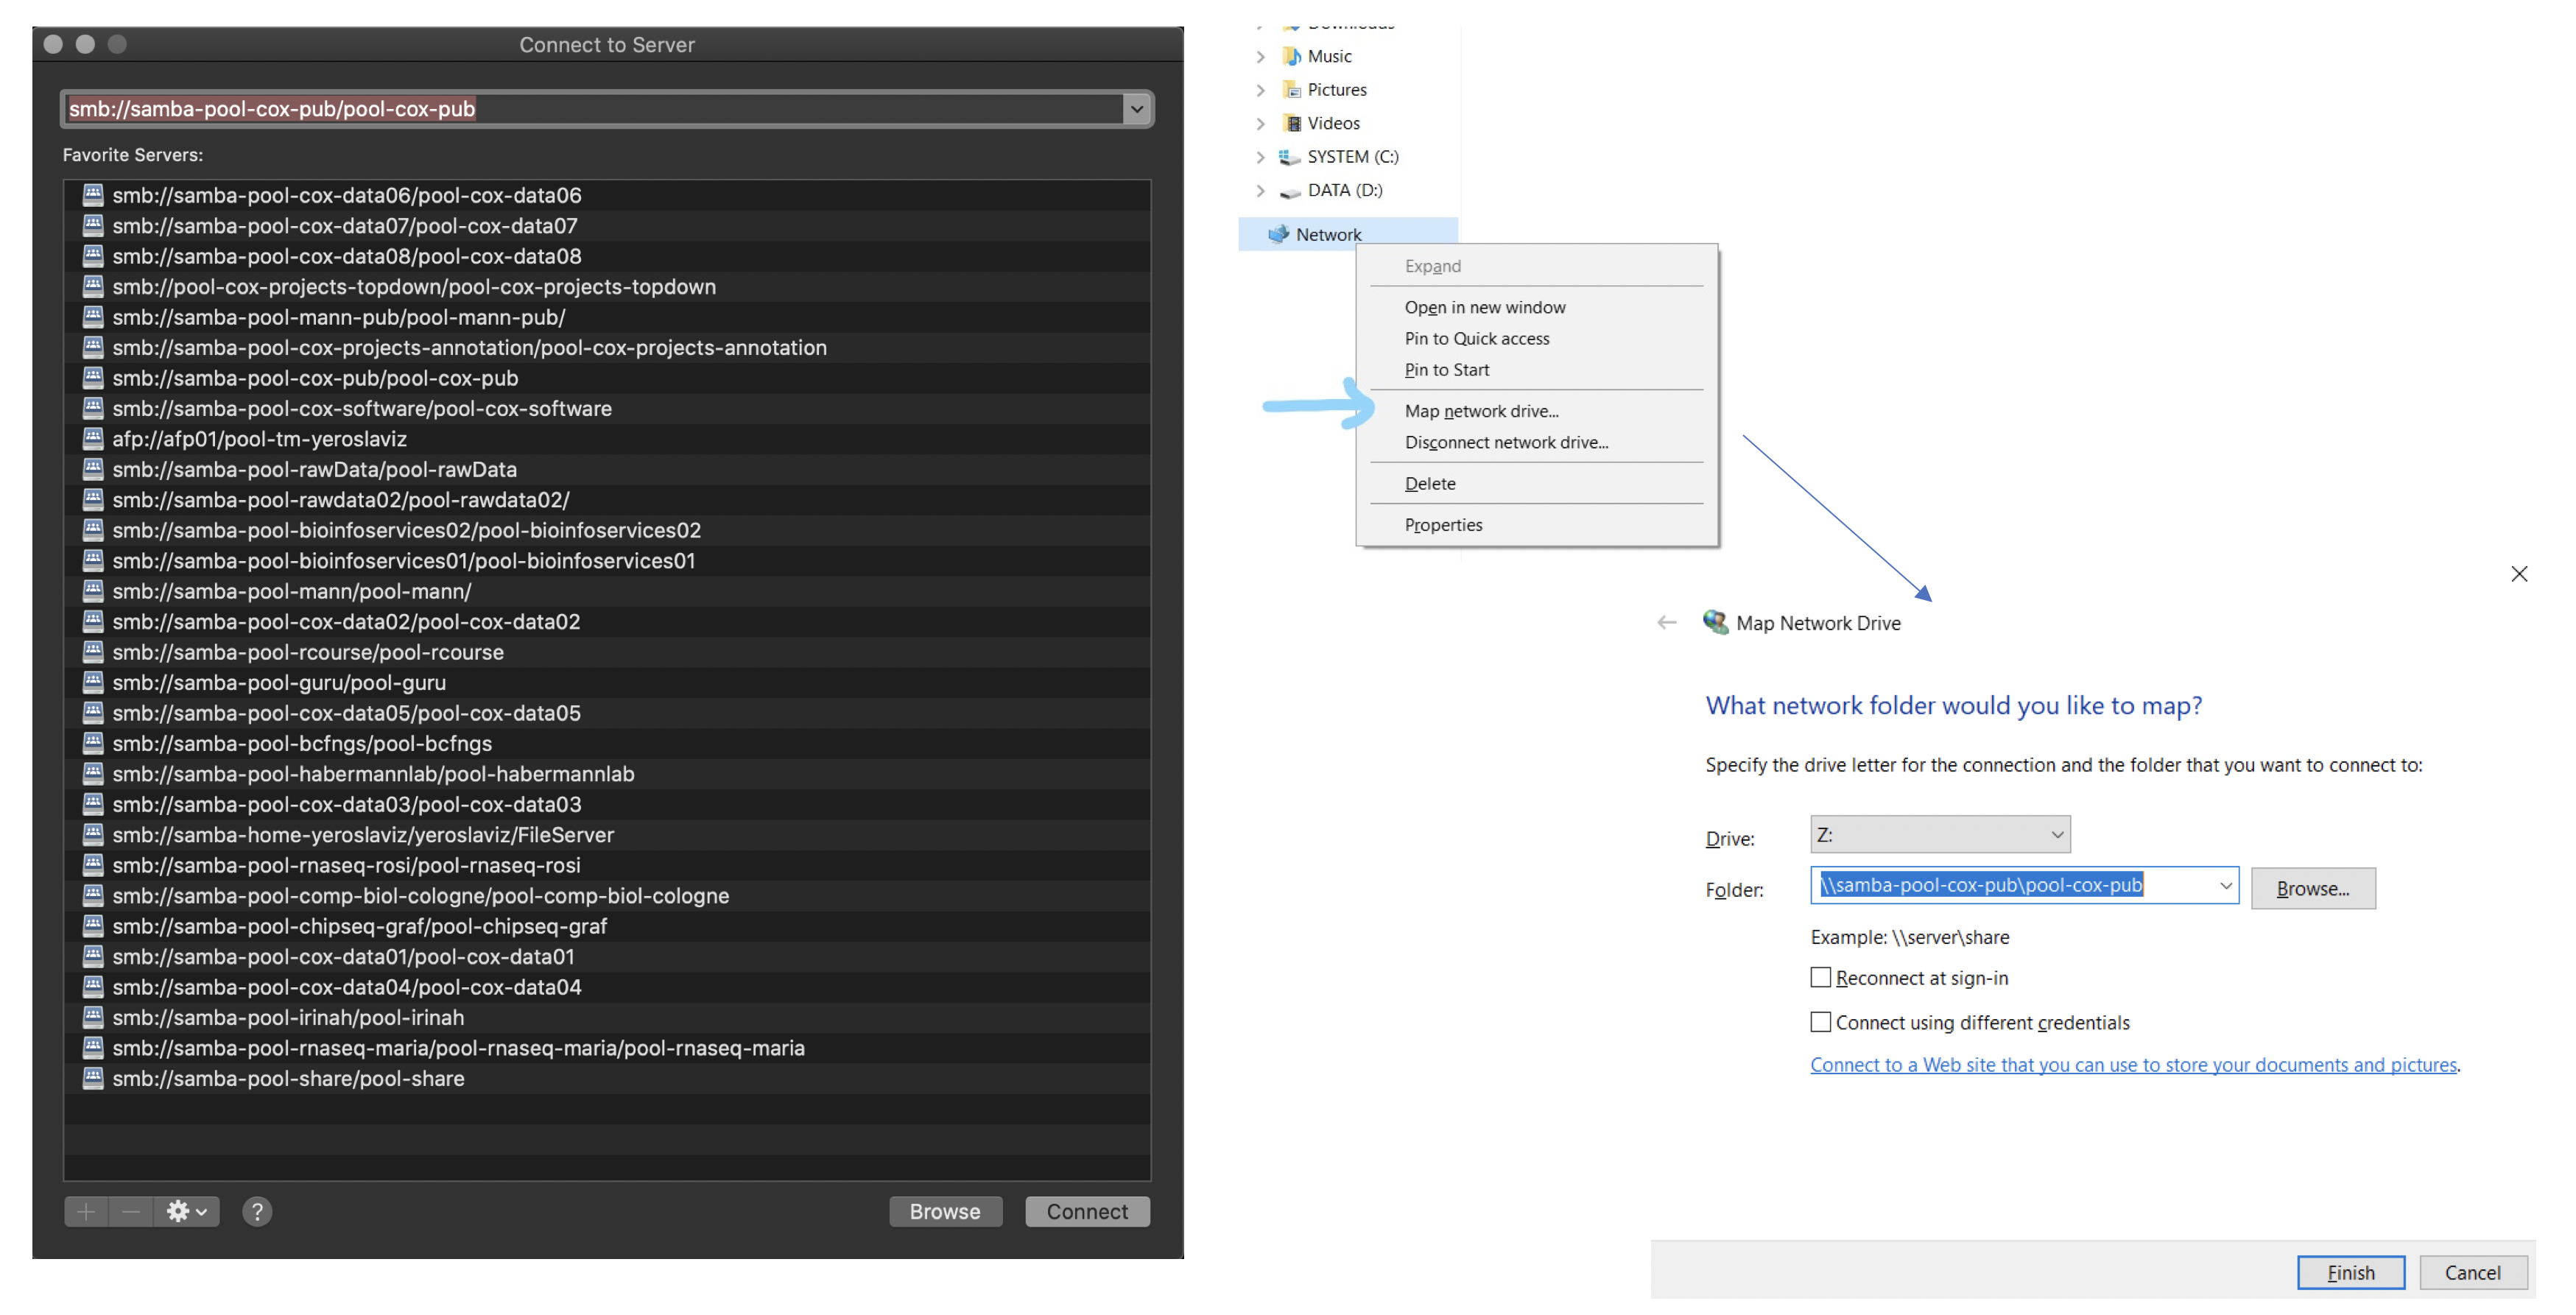 Connect to Server
smb://samba-pool-cox-pub/pool-cox-pub
Favorite Servers:
smb://samba-pool-cox-data06/pool-cox-data06
smb://samba-pool-cox-data07/pool-cox-data07
smb://samba-pool-cox-data08/pool-cox-data08
smb://pool-cox-projects-topdown/pool-cox-projects-topdown
smb://samba-pool-mann-pub/pool-mann-pub/
smb://samba-pool-cox-projects-annotation/pool-cox-projects-annotation
smb://samba-pool-cox-pub/pool-cox-pub
smb://samba-pool-cox-software/pool-cox-software
afp://afp01/pool-tm-yeroslaviz
smb://samba-pool-rawData/pool-rawData
smb://samba-pool-rawdata02/pool-rawdata02/
smb://samba-pool-bioinfoservices02/pool-bioinfoservices02
smb://samba-pool-bioinfoservices01/pool-bioinfoservices01
smb://samba-pool-mann/pool-mann/
smb://samba-pool-cox-data02/pool-cox-data02
smb://samba-pool-rcourse/pool-rcourse
smb://samba-pool-guru/pool-guru
smb://samba-pool-cox-data05/pool-cox-data05
smb://samba-pool-bcfngs/pool-bcfngs
smb://samba-pool-habermannlab/pool-habermannlab
smb://samba-pool-cox-data03/pool-cox-data03
smb://samba-home-yeroslaviz/yeroslaviz/FileServer
smb://samba-pool-rnaseq-rosi/pool-rnaseq-rosi
smb://samba-pool-comp-biol-cologne/pool-comp-biol-cologne
smb://samba-pool-chipseq-graf/pool-chipseq-graf
smb://samba-pool-cox-data01/pool-cox-data01
smb://samba-pool-cox-data04/pool-cox-data04
smb://samba-pool-irinah/pool-irinah
smb://samba-pool-rnaseq-maria/pool-rnaseq-maria/pool-rnaseq-maria
smb://samba-pool-share/pool-share
?
Browse
Connect
Downloads
Music
Pictures
Videos
SYSTEM (C:)
DATA (D:)
Network
Expand
Open in new window
Pin to Quick access
Pin to Start
Map network drive...
Disconnect network drive...
Delete
Properties
Map Network Drive
What network folder would you like to map?
Specify the drive letter for the connection and the folder that you want to connect to:
Drive: Z:
Folder: \\samba-pool-cox-pub\pool-cox-pub Browse...
Example: \\server\share
Reconnect at sign-in
Connect using different credentials
Connect to a Web site that you can use to store your documents and pictures.
Finish
Cancel